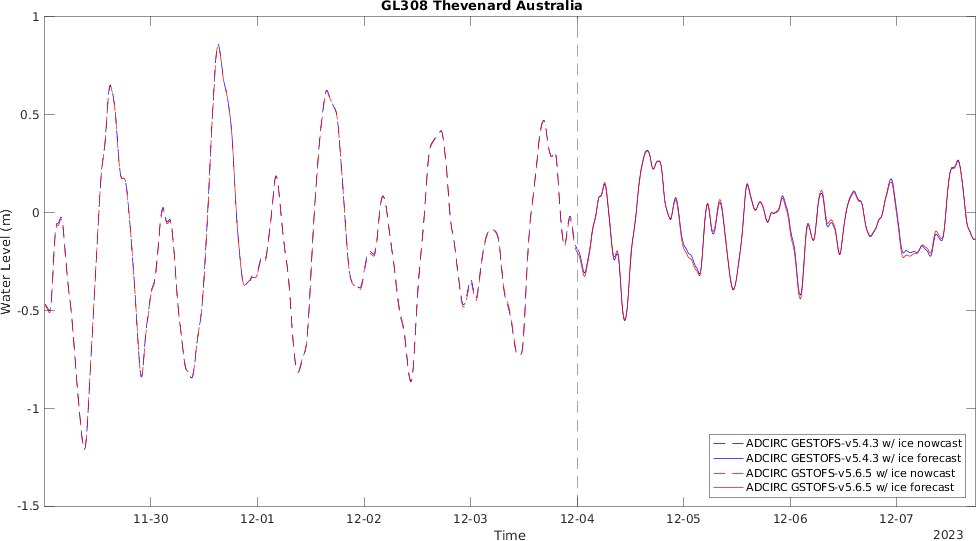 GL308 Thevenard Australia
1
0.5
0
-0.5
-1
-1.5
Water Level (m)
11-30
12-01
12-02
12-03
12-04
12-05
12-06
12-07
Time
2023
ADCIRC GESTOFS-v5.4.3 w/ ice nowcast
ADCIRC GESTOFS-v5.4.3 w/ ice forecast
ADCIRC GSTOFS-v5.6.5 w/ ice nowcast
ADCIRC GSTOFS-v5.6.5 w/ ice forecast